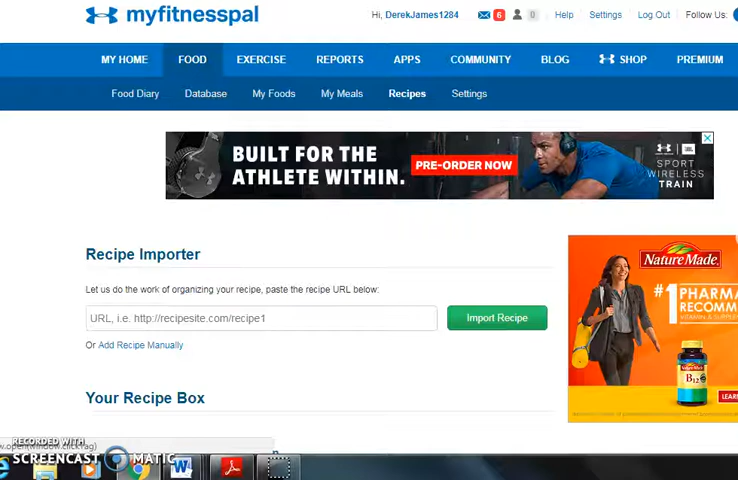 myfitnesspal
Hi, DerekJames1284 6 0 Help Settings Log Out Follow Us:
MY HOME FOOD EXERCISE REPORTS APPS COMMUNITY BLOG SHOP PREMIUM
Food Diary Database My Foods My Meals Recipes Settings
BUILT FOR THE
ATHLETE WITHIN.
PRE-ORDER NOW
JBL
SPORT
WIRELESS
TRAIN
Recipe Importer
Let us do the work of organizing your recipe, paste the recipe URL below:
URL, i.e. http://recipesite.com/recipe1 Import Recipe
Or Add Recipe Manually
Your Recipe Box
Nature Made
#1 PHARMA
RECOMM
B12
LEAR
RECORDED WITH
SCREENCAST MATIC